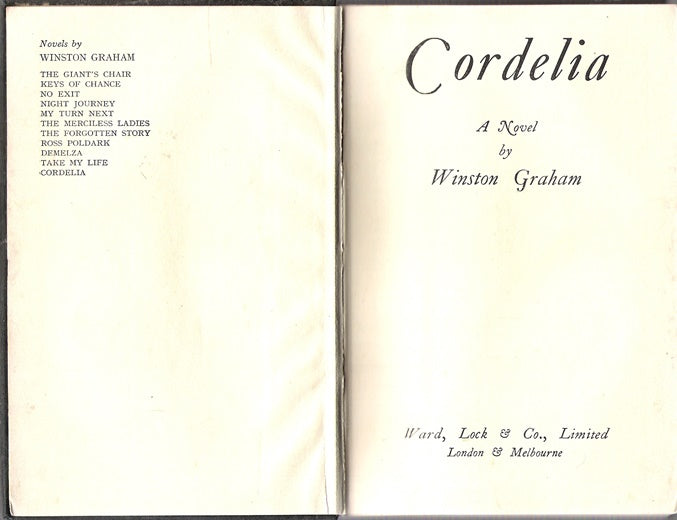 Novels by
WINSTON GRAHAM
THE GIANT'S CHAIR
KEYS OF CHANCE
NO EXIT
NIGHT JOURNEY
MY TURN NEXT
THE MERCILESS LADIES
THE FORGOTTEN STORY
ROSS POLDARK
DEMELZA
TAKE MY LIFE
CORDELIA
Cordelia
A Novel
by
Winston Graham
Ward, Lock & Co., Limited
London & Melbourne